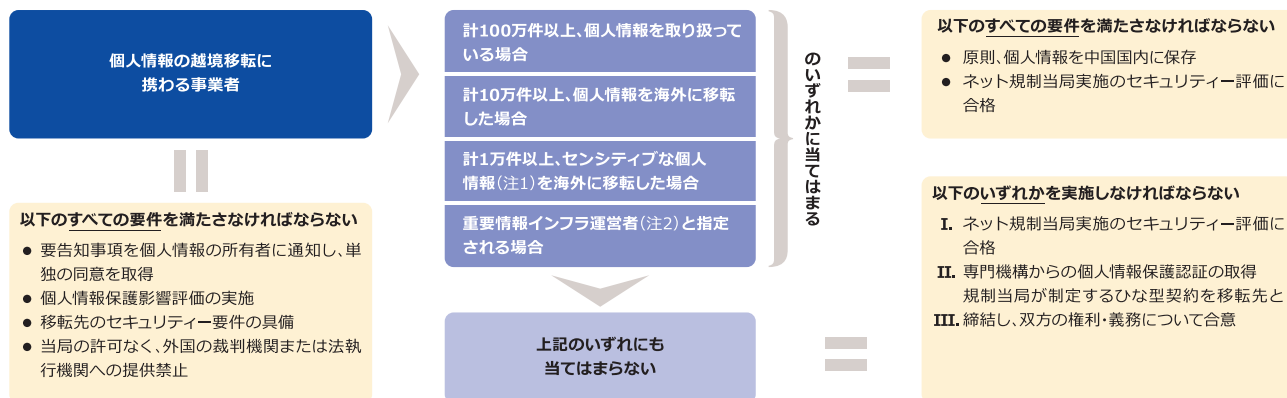 個人情報の越境移転に
携わる事業者
以下のすべての要件を満たさなければならない
● 要告知事項を個人情報の所有者に通知し、単
独の同意を取得
● 個人情報保護影響評価の実施
● 移転先のセキュリティー要件の具備
● 当局の許可なく、外国の裁判機関または法執
行機関への提供禁止
計100万件以上、個人情報を取り扱って
いる場合
計10万件以上、個人情報を海外に移転
した場合
計1万件以上、センシティブな個人
情報(注1)を海外に移転した場合
重要情報インフラ運営者(注2)と指定
される場合
のいずれかに当てはまる
上記のいずれにも
当てはまらない
以下のすべての要件を満たさなければならない
● 原則、個人情報を中国国内に保存
● ネット規制当局実施のセキュリティー評価に
合格
以下のいずれかを実施しなければならない
I. ネット規制当局実施のセキュリティー評価に
合格
II. 専門機構からの個人情報保護認証の取得
規制当局が制定するひな型契約を移転先と
III. 締結し、双方の権利・義務について合意